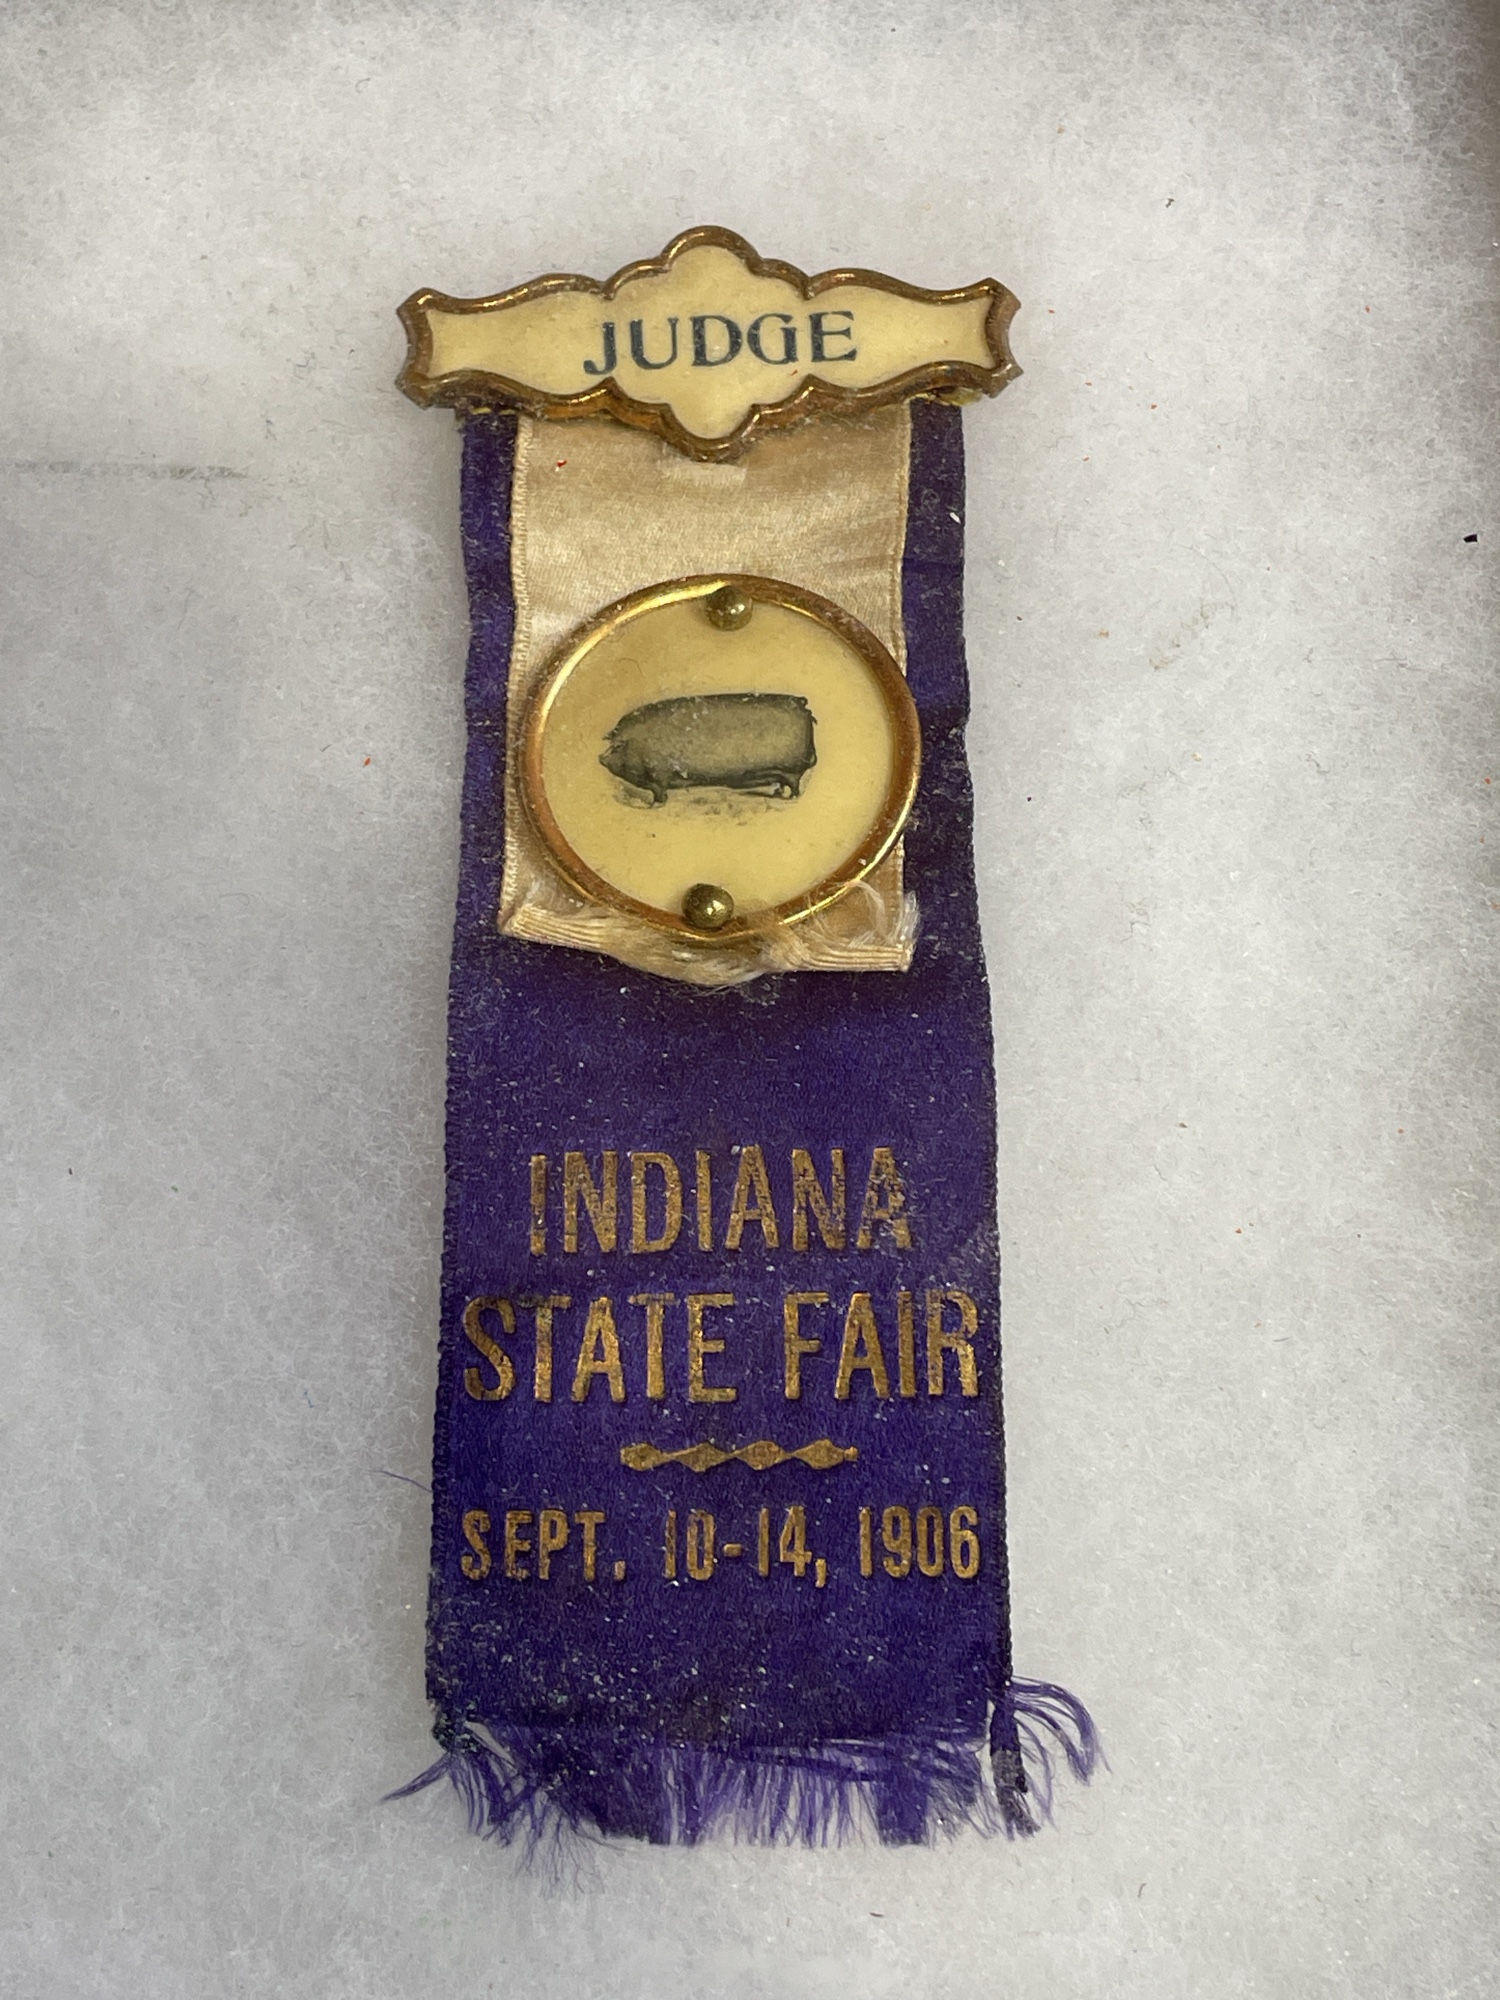 JUDGE
INDIANA
STATE FAIR
SEPT. 10-14, 1906